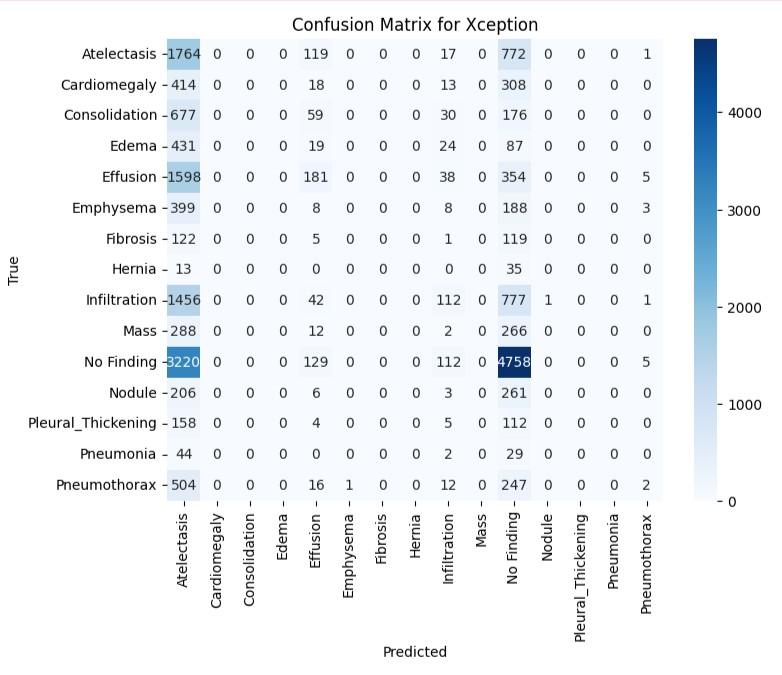 Confusion Matrix for Xception
Atelectasis 1764 0 0 0 119 0 0 0 17 0 772 0 0 0 1
Cardiomegaly 414 0 0 0 18 0 0 0 13 0 308 0 0 0 0
Consolidation 677 0 0 0 59 0 0 0 30 0 176 0 0 0 0
Edema 431 0 0 0 19 0 0 0 24 0 87 0 0 0 0
Effusion 1598 0 0 0 181 0 0 0 38 0 354 0 0 0 5
Emphysema 399 0 0 0 8 0 0 0 8 0 188 0 0 0 3
Fibrosis 122 0 0 0 5 0 0 0 1 0 119 0 0 0 0
Hernia 13 0 0 0 0 0 0 0 0 0 35 0 0 0 0
Infiltration 1456 0 0 0 42 0 0 0 112 0 777 1 0 0 1
Mass 288 0 0 0 12 0 0 0 2 0 266 0 0 0 0
No Finding 3220 0 0 0 129 0 0 0 112 0 4758 0 0 0 5
Nodule 206 0 0 0 6 0 0 0 3 0 261 0 0 0 0
Pleural_Thickening 158 0 0 0 4 0 0 0 5 0 112 0 0 0 0
Pneumonia 44 0 0 0 0 0 0 0 2 0 29 0 0 0 0
Pneumothorax 504 0 0 0 16 1 0 0 12 0 247 0 0 0 2
True
Atelectasis
Cardiomegaly
Consolidation
Edema
Effusion
Emphysema
Fibrosis
Hernia
Infiltration
Mass
No Finding
Nodule
Pleural_Thickening
Pneumonia
Pneumothorax
Predicted
4000
3000
2000
1000
0